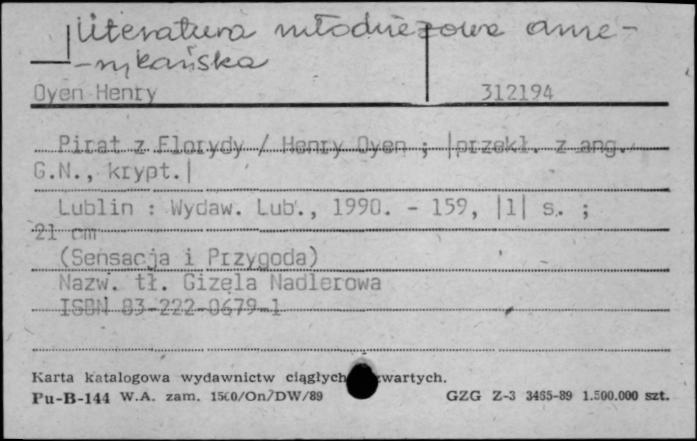 Literatura młodzieżowa ame-
-rykańska
Oyen Henry 312194
Pirat z Florydy / Henry Oyen ; |przekł. z ang.
G.N., krypt.|
Lublin : Wydaw. Lub., 1990. - 159, |1| s. ;
21 cm
(Sensacja i Przygoda)
Nazw. tł. Gizela Nadlerowa
ISBN 83-222-0679-1
Karta katalogowa wydawnictw ciągłych zwartych.
Pu-B-144 W.A. zam. 1500/On/DW/89 GZG Z-3 3465-89 1.500.000 szt.